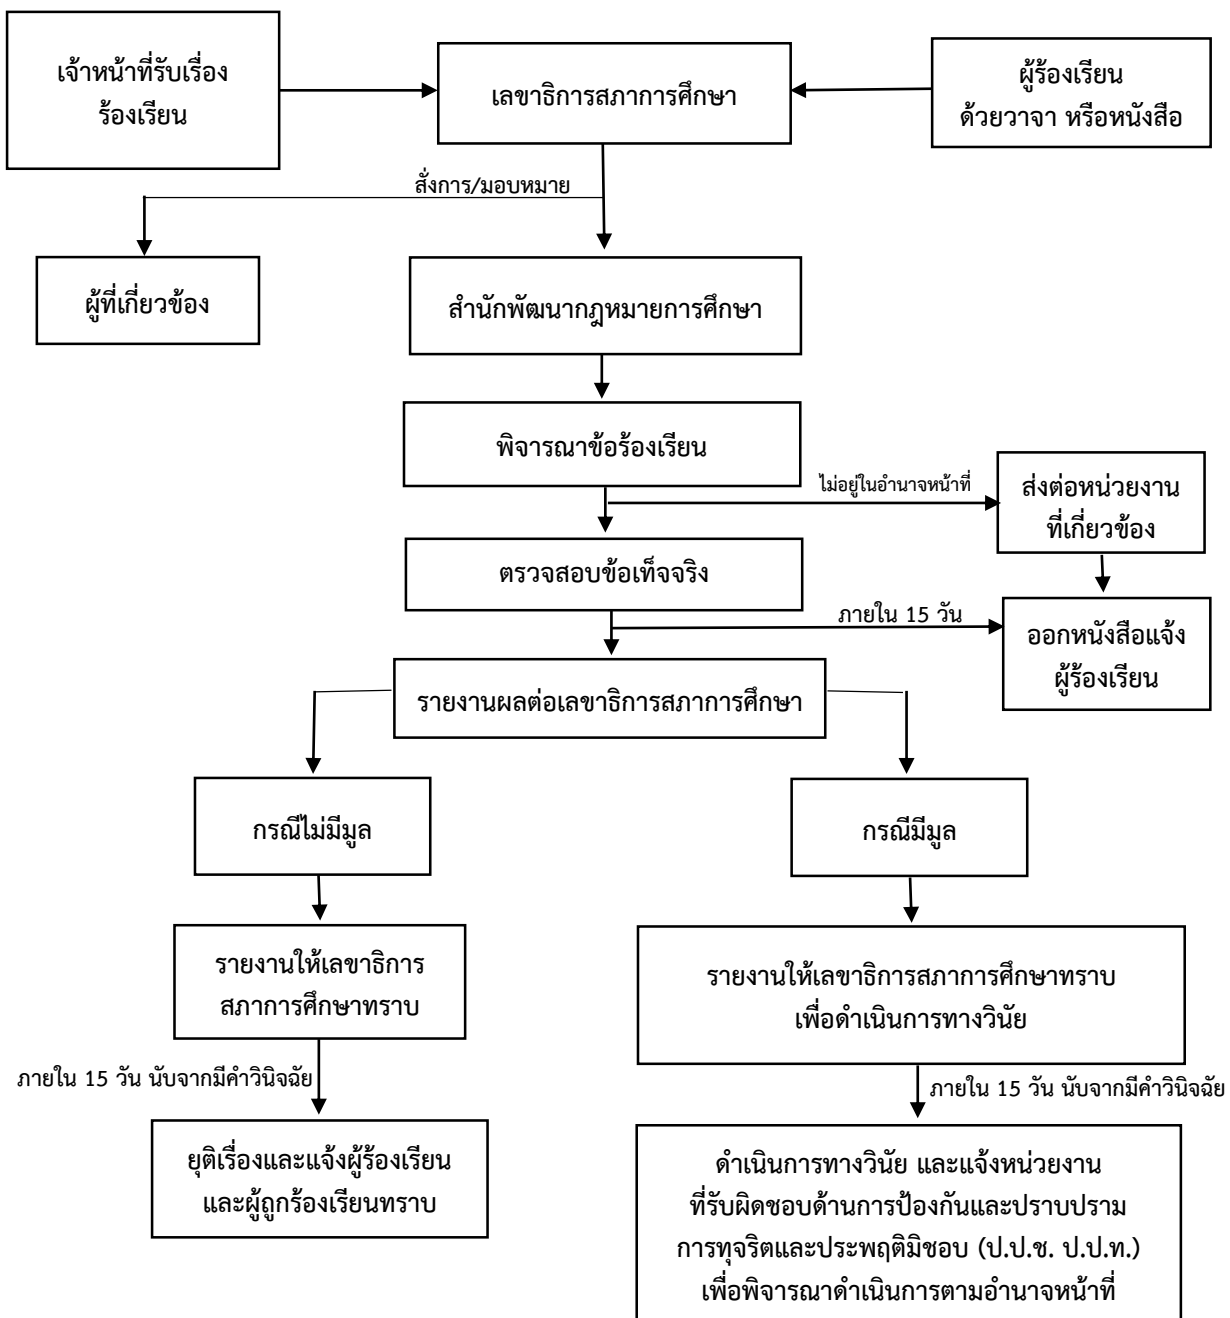 เจ้าหน้าที่รับเรื่อง
ร้องเรียน
เลขาธิการสภาการศึกษา
ผู้ร้องเรียน
ด้วยวาจา หรือหนังสือ
สั่งการ/มอบหมาย
ผู้ที่เกี่ยวข้อง
สำนักพัฒนากฎหมายการศึกษา
พิจารณาข้อร้องเรียน
ไม่อยู่ในอำนาจหน้าที่
ส่งต่อหน่วยงาน
ที่เกี่ยวข้อง
ตรวจสอบข้อเท็จจริง
ภายใน 15 วัน
ออกหนังสือแจ้ง
ผู้ร้องเรียน
รายงานผลต่อเลขาธิการสภาการศึกษา
กรณีไม่มีมูล
กรณีมีมูล
รายงานให้เลขาธิการ
สภาการศึกษาทราบ
รายงานให้เลขาธิการสภาการศึกษาทราบ
เพื่อดำเนินการทางวินัย
ภายใน 15 วัน นับจากมีคำวินิจฉัย
ภายใน 15 วัน นับจากมีคำวินิจฉัย
ยุติเรื่องและแจ้งผู้ร้องเรียน
และผู้ถูกร้องเรียนทราบ
ดำเนินการทางวินัย และแจ้งหน่วยงาน
ที่รับผิดชอบด้านการป้องกันและปราบปราม
การทุจริตและประพฤติมิชอบ (ป.ป.ช. ป.ป.ท.)
เพื่อพิจารณาดำเนินการตามอำนาจหน้าที่